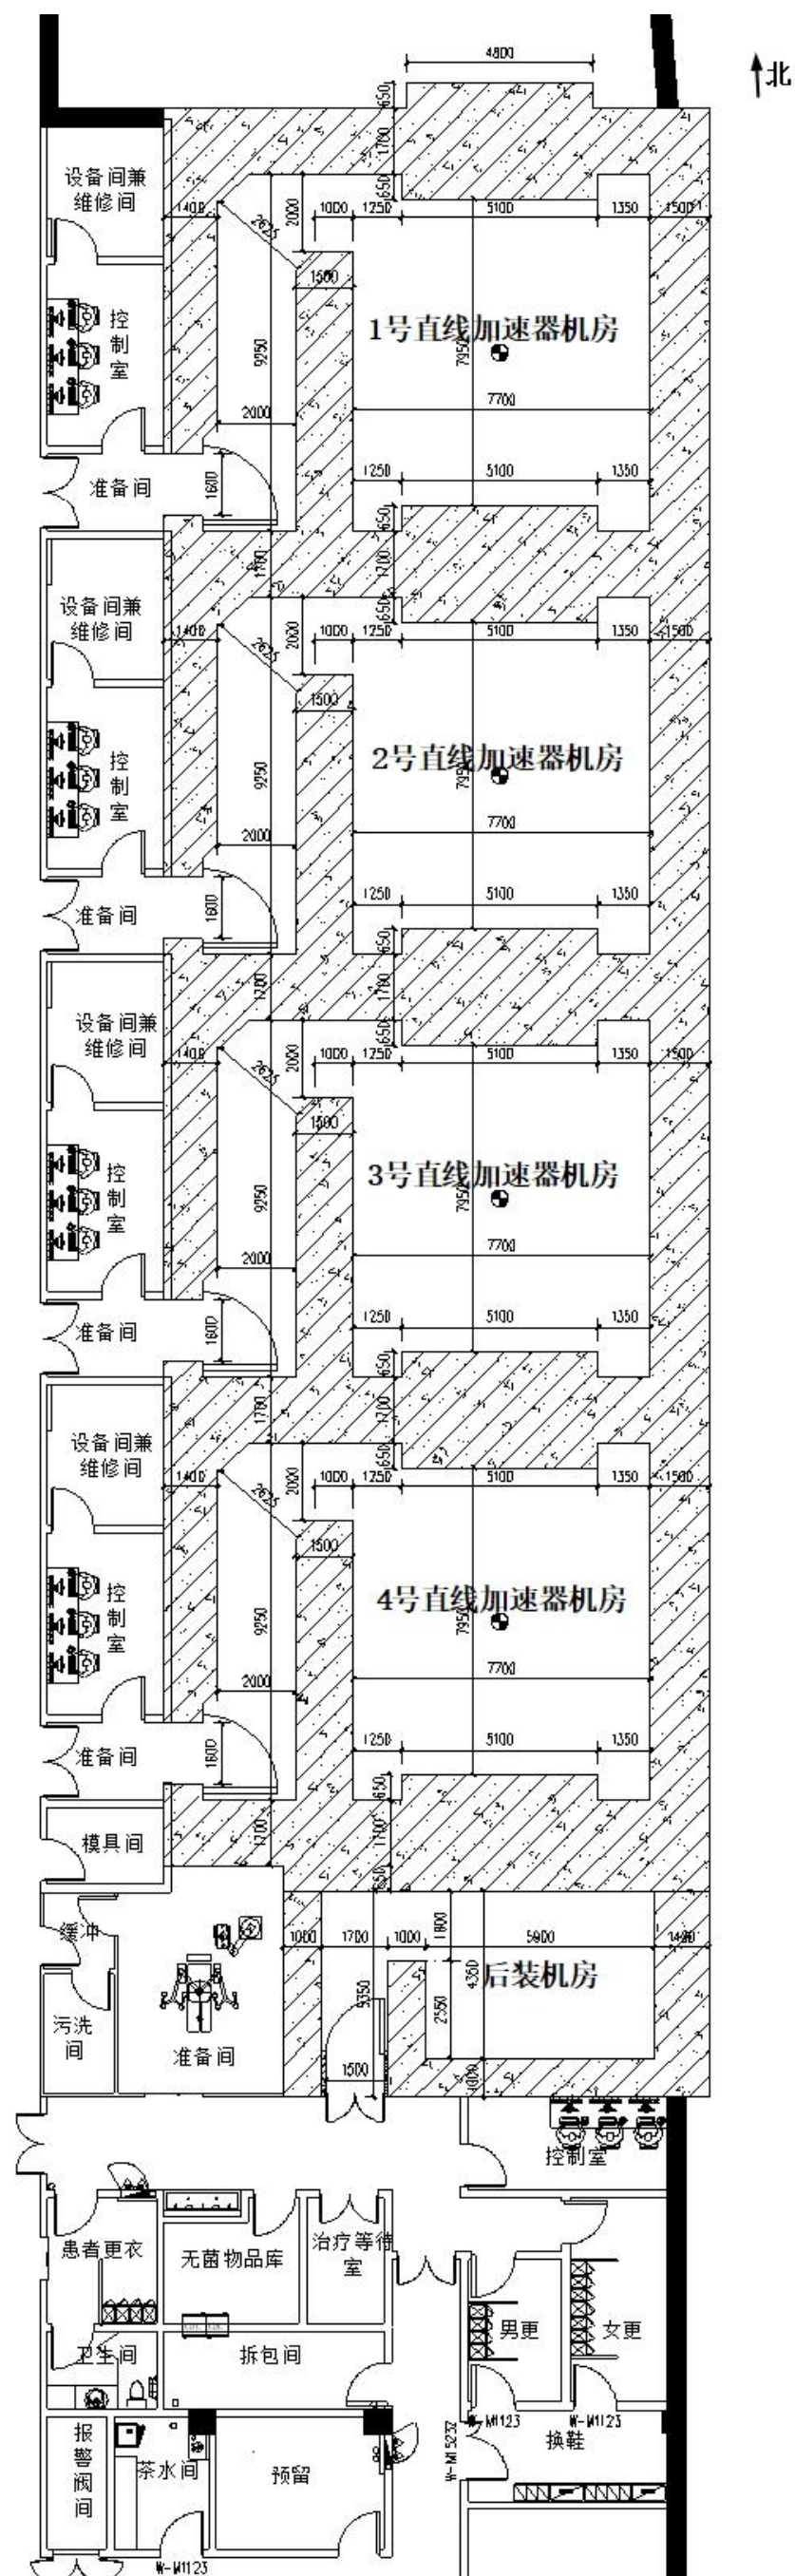 4800
北
650
1700
650
设备间兼
维修间
1400
2625
2000
1000
1250
5100
1350
1500
1500
控
制
室
9250
1号直线加速器机房
7950
7700
2000
1250
5100
1350
准备间
1600
650
1700
1700
650
设备间兼
维修间
1400
2625
2000
1000
1250
5100
1350
1500
1500
控
制
室
9250
2号直线加速器机房
7950
7700
2000
1250
5100
1350
准备间
1600
650
1700
1700
650
设备间兼
维修间
1400
2625
2000
1000
1250
5100
1350
1500
1500
控
制
室
9250
3号直线加速器机房
7950
7700
2000
1250
5100
1350
准备间
1600
650
1700
1700
650
设备间兼
维修间
1400
2625
2000
1000
1250
5100
1350
1500
1500
控
制
室
9250
4号直线加速器机房
7950
7700
2000
1250
5100
1350
准备间
1600
650
1700
1700
650
模具间
缓冲
1000
1700
1000
1800
5900
1400
后装机房
4350
5350
2550
污洗
间
准备间
1500
1000
控制室
患者更衣
无菌物品库
治疗等待
室
男更
女更
卫生间
拆包间
W-M1123
W-M1123
换鞋
报
警
阀
间
茶水间
预留
W-M15232
W-M1123